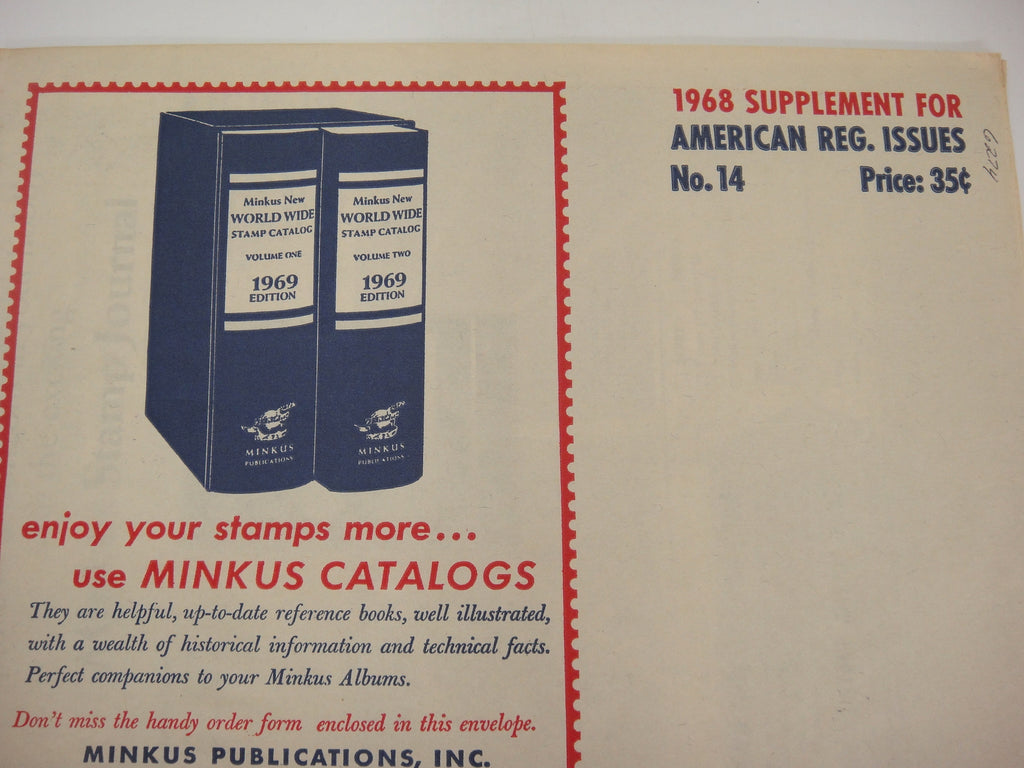 1968 SUPPLEMENT FOR
AMERICAN REG. ISSUES
No. 14 Price: 35¢
Minkus New
WORLD WIDE
STAMP CATALOG
VOLUME ONE
1969
EDITION
MINKUS
PUBLICATIONS
Minkus New
WORLD WIDE
STAMP CATALOG
VOLUME TWO
1969
EDITION
MINKUS
PUBLICATIONS
enjoy your stamps more...
use MINKUS CATALOGS
They are helpful, up-to-date reference books, well illustrated,
with a wealth of historical information and technical facts.
Perfect companions to your Minkus Albums.
Don't miss the handy order form enclosed in this envelope.
MINKUS PUBLICATIONS, INC.